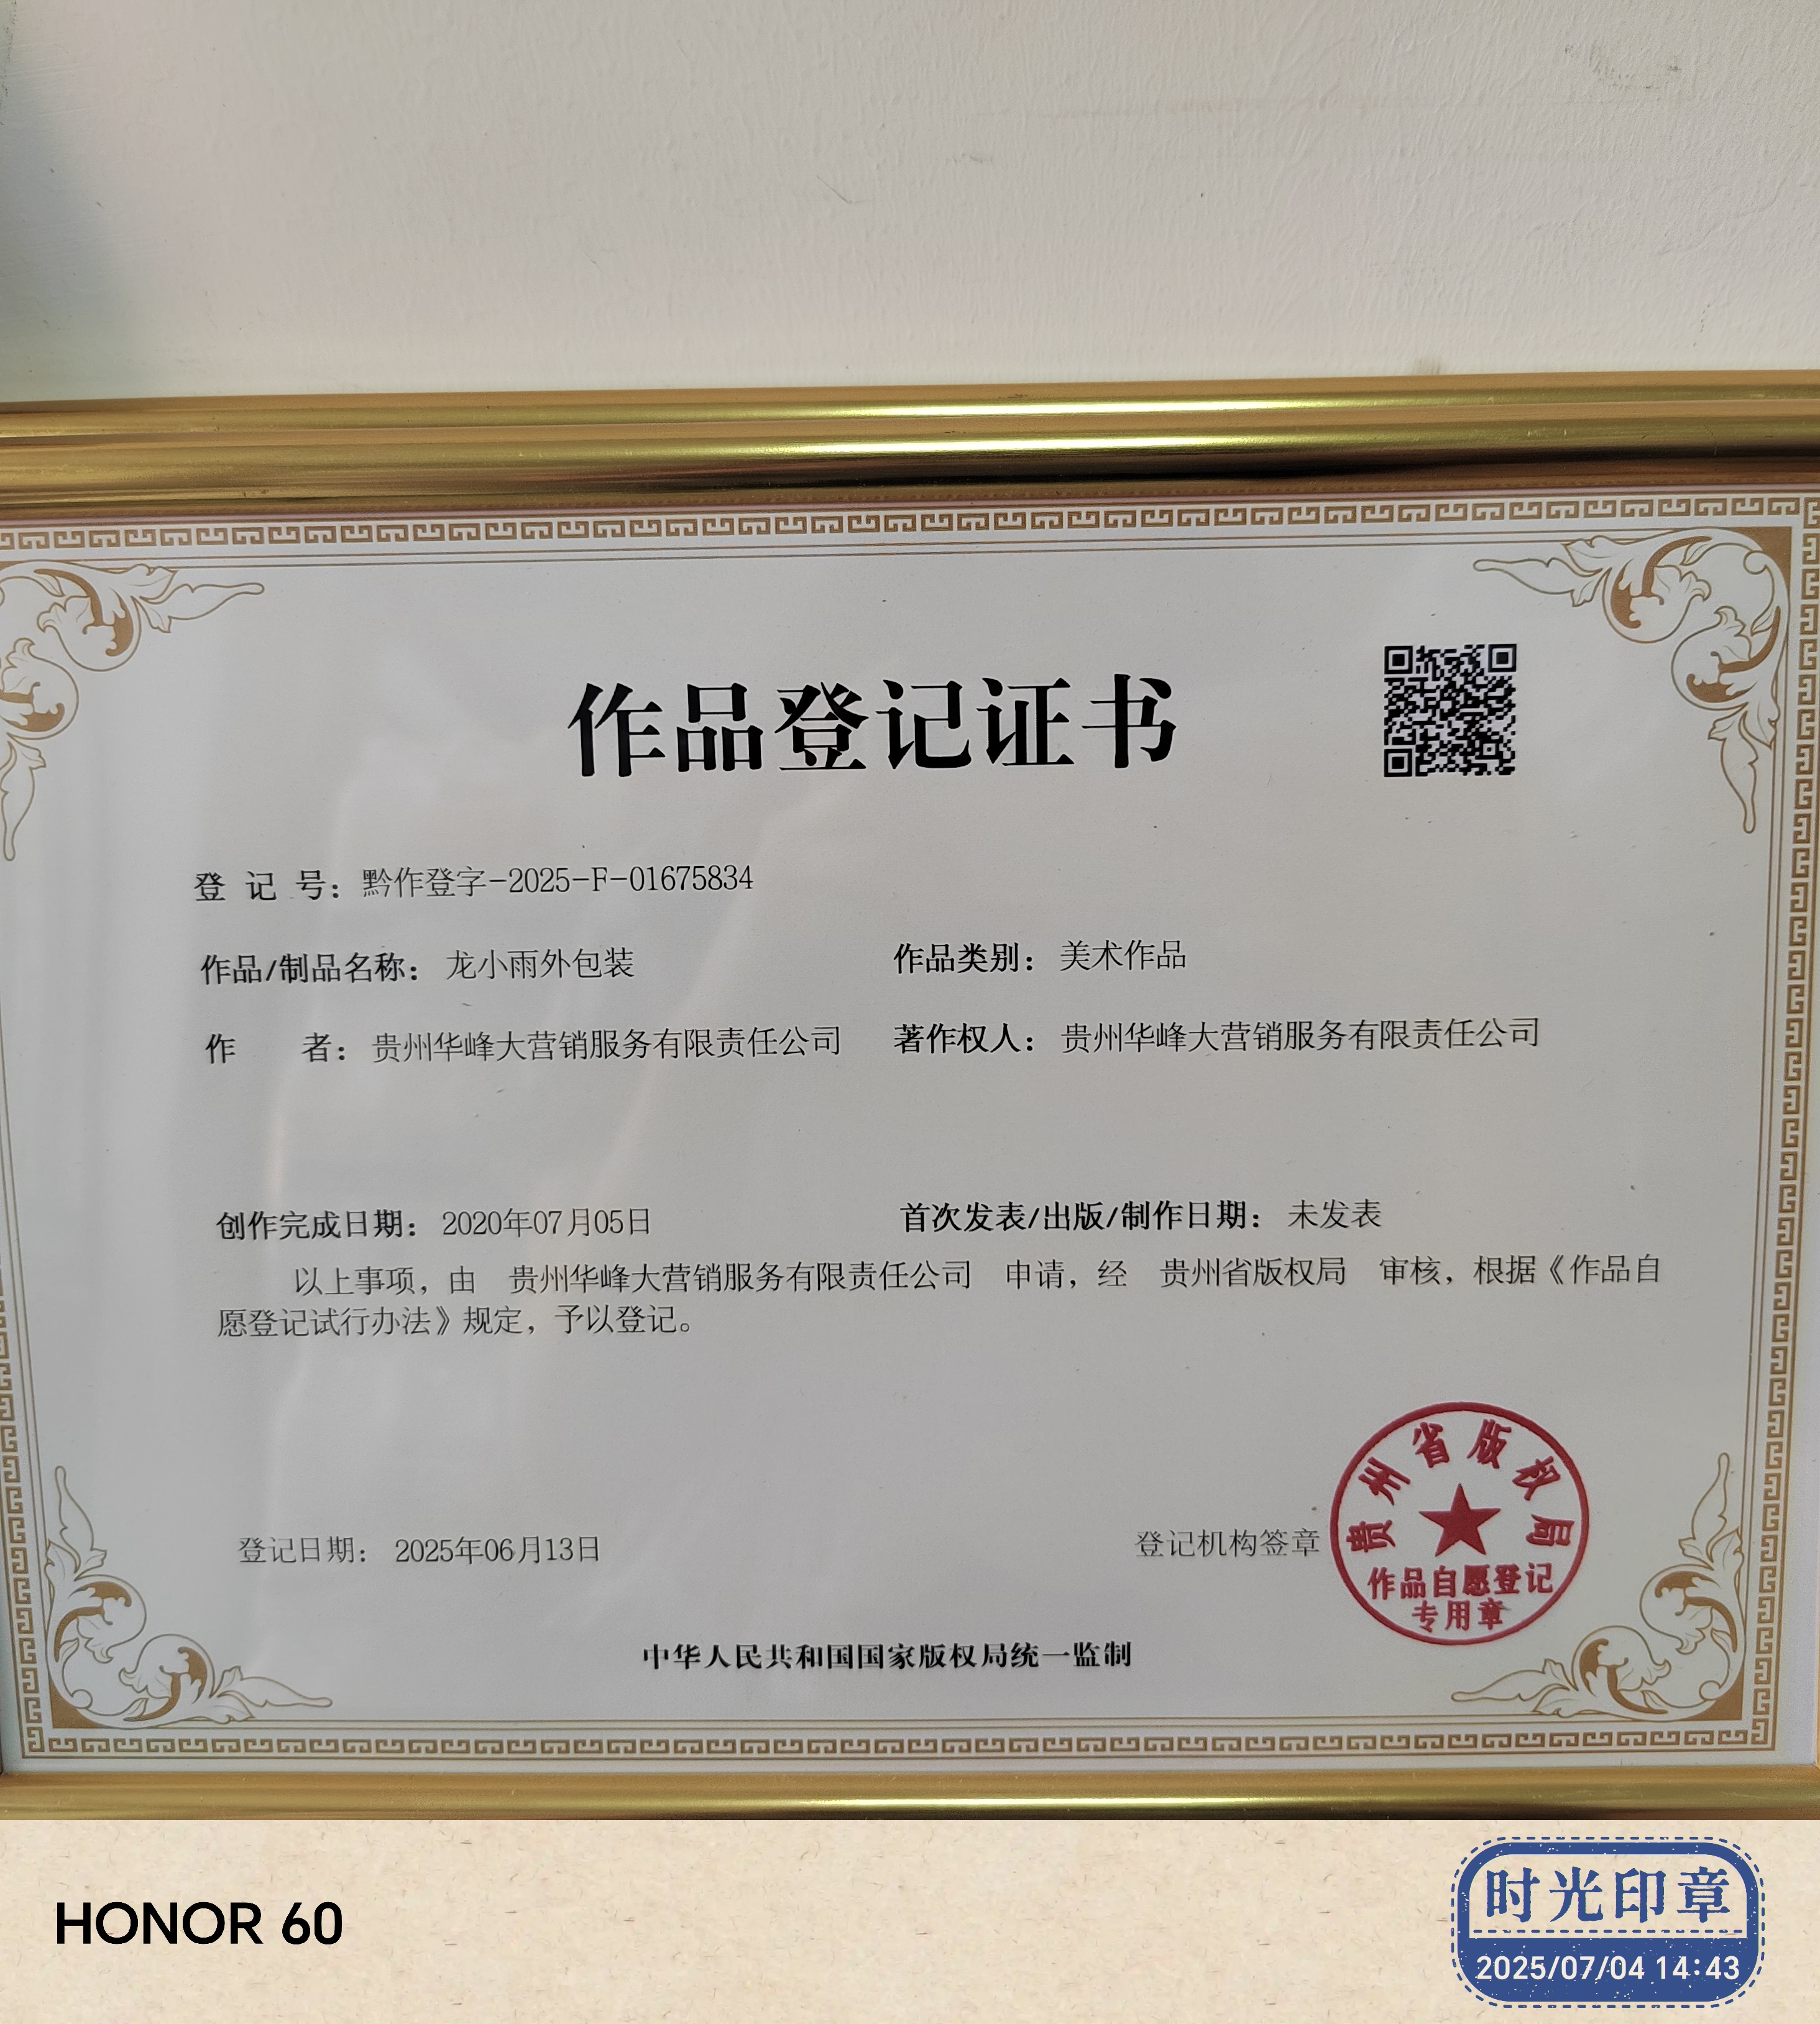 作品登记证书
登 记 号：黔作登字-2025-F-01675834
作品/制品名称：龙小雨外包装 作品类别：美术作品
作 者：贵州华峰大营销服务有限责任公司 著作权人：贵州华峰大营销服务有限责任公司
创作完成日期：2020年07月05日 首次发表/出版/制作日期：未发表
以上事项，由 贵州华峰大营销服务有限责任公司 申请，经 贵州省版权局 审核，根据《作品自
愿登记试行办法》规定，予以登记。
登记日期：2025年06月13日 登记机构签章
贵州省版权局
作品自愿登记
专用章
中华人民共和国国家版权局统一监制
HONOR 60
时光印章
2025/07/04 14:43